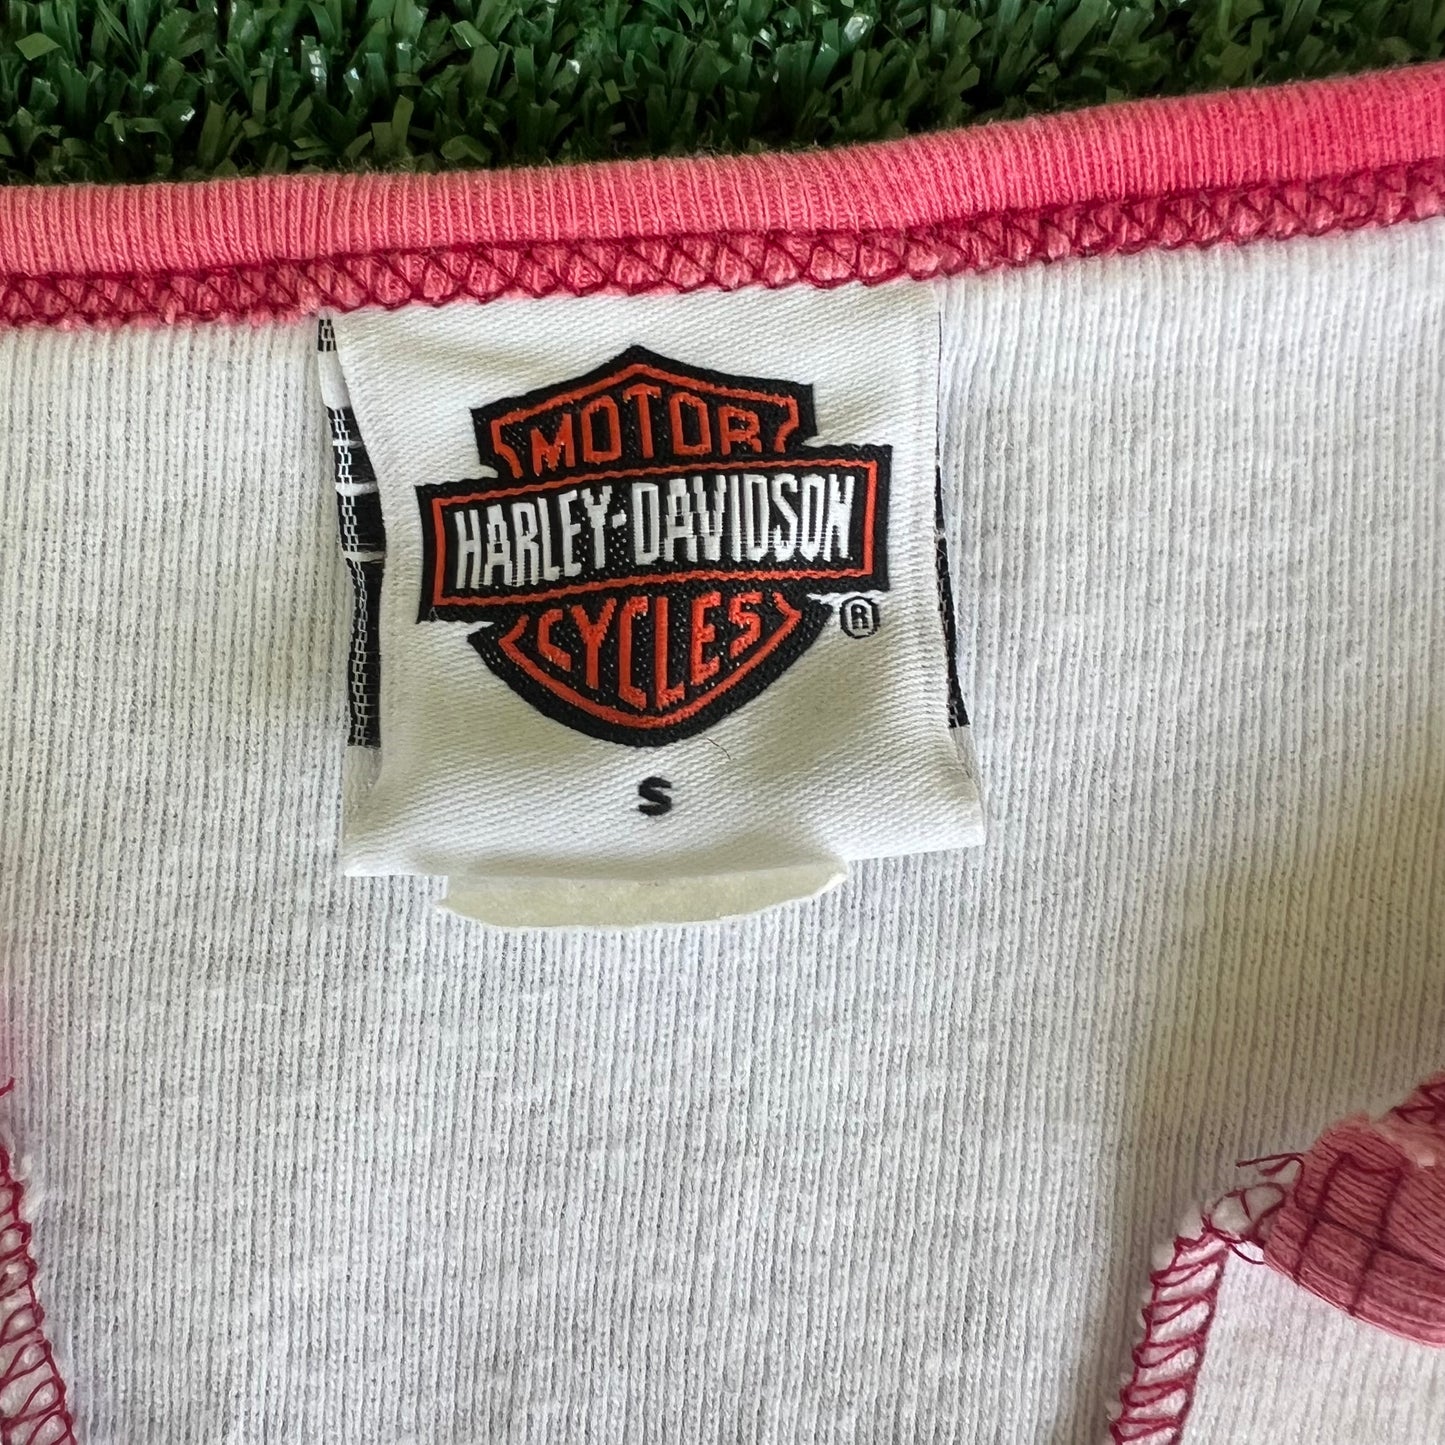 MOTOR
HARLEY-DAVIDSON
CYCLES
®
S